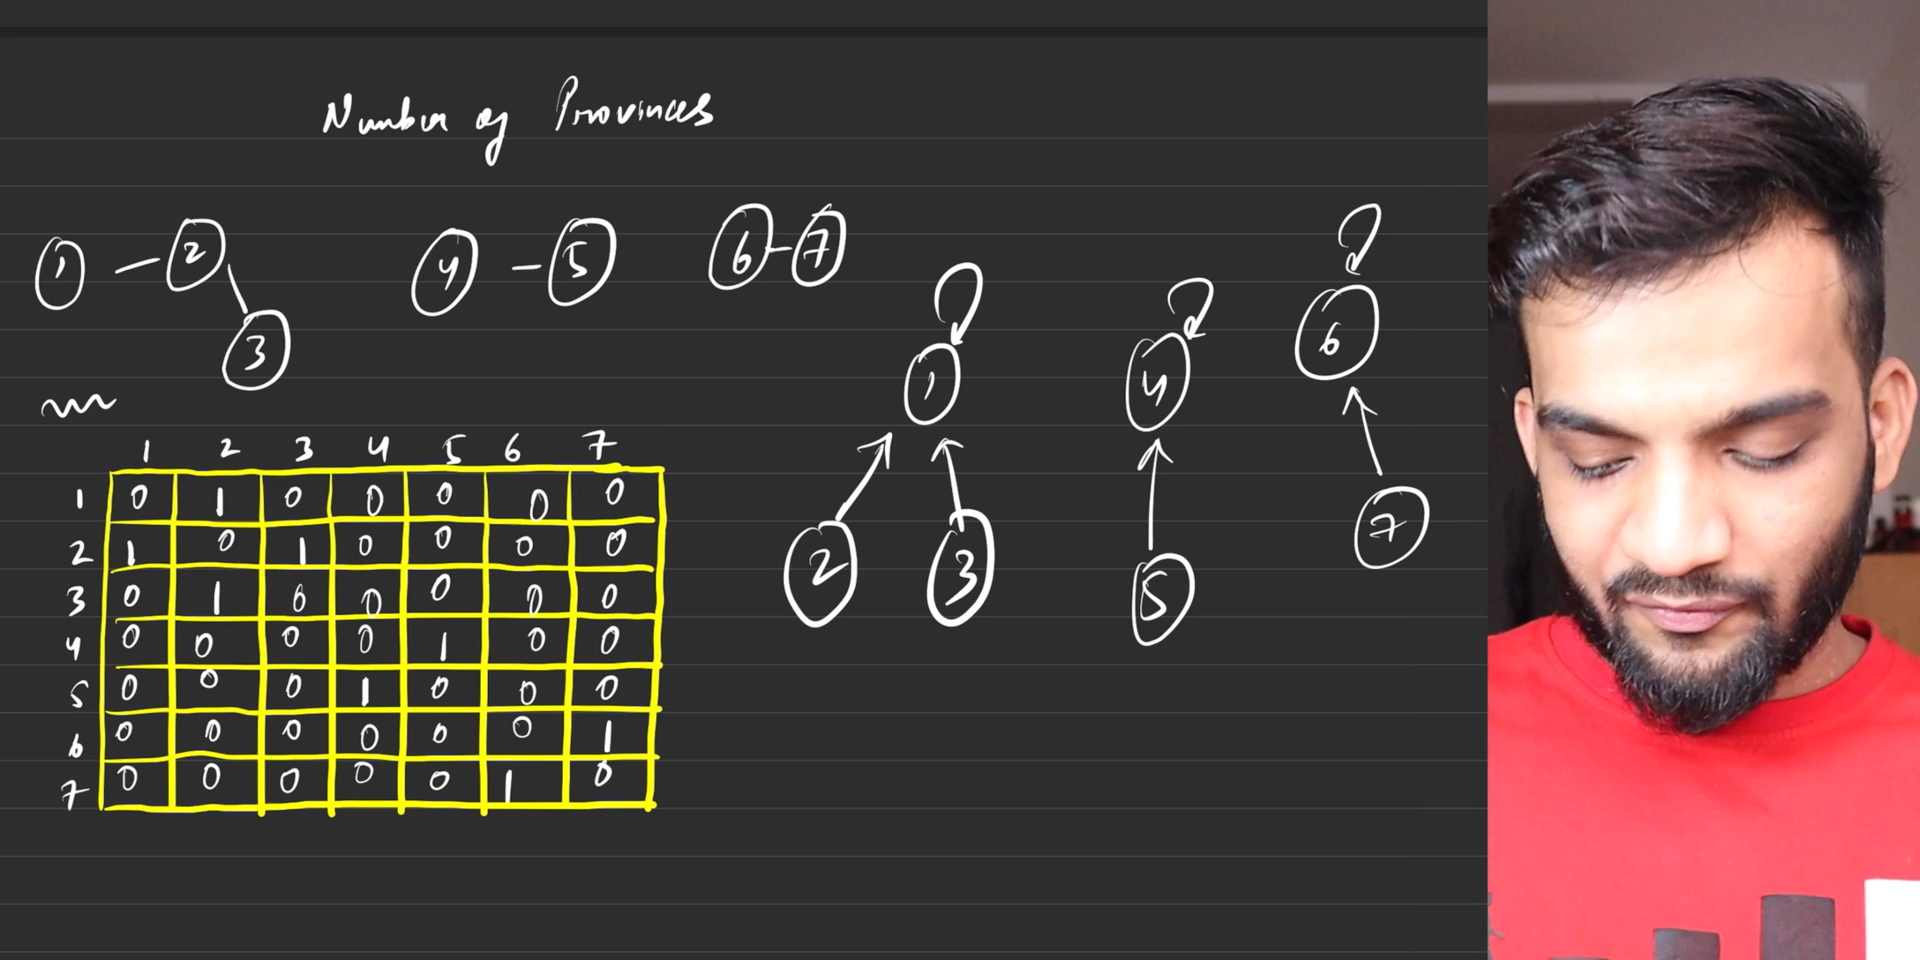 Number of Provinces
1 2 4 5 6 7
3
1
4
6
2 3
5
7
1 2 3 4 5 6 7
1 0 1 0 0 0 0 0
2 1 0 1 0 0 0 0
3 0 1 0 0 0 0 0
4 0 0 0 0 1 0 0
5 0 0 0 1 0 0 0
6 0 0 0 0 0 0 1
7 0 0 0 0 0 1 0